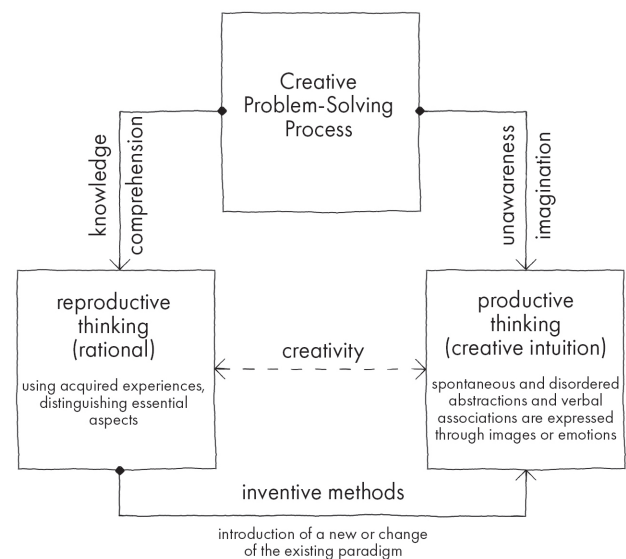 Creative
Problem-Solving
Process
knowledge
comprehension
unawareness
imagination
reproductive
thinking
(rational)
using acquired experiences,
distinguishing essential
aspects
creativity
productive
thinking
(creative intuition)
spontaneous and disordered
abstractions and verbal
associations are expressed
through images or emotions
inventive methods
introduction of a new or change
of the existing paradigm